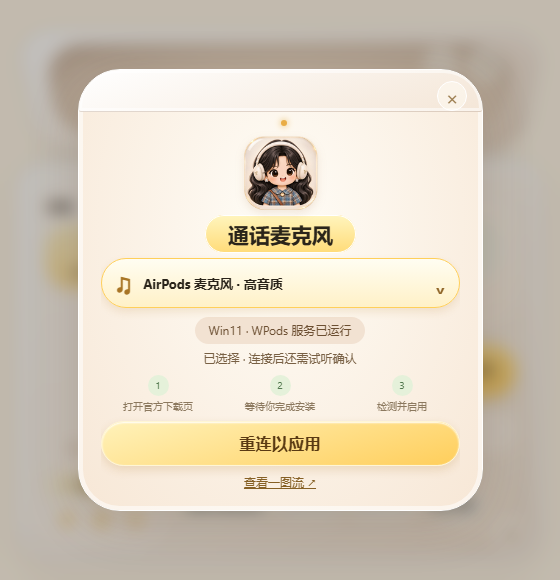 ×
通话麦克风
AirPods 麦克风 · 高音质
Win11 · WPods 服务已运行
已选择 · 连接后还需试听确认
1 2 3
打开官方下载页 等待你完成安装 检测并启用
重连以应用
查看一图流 ↗